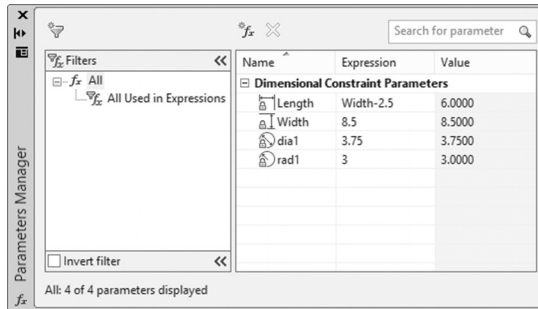 Search for parameter
Filters
All
All Used in Expressions
Invert filter
Name Expression Value
Dimensional Constraint Parameters
Length Width-2.5 6.0000
Width 8.5 8.5000
dia1 3.75 3.7500
rad1 3 3.0000
All: 4 of 4 parameters displayed
Parameters Manager